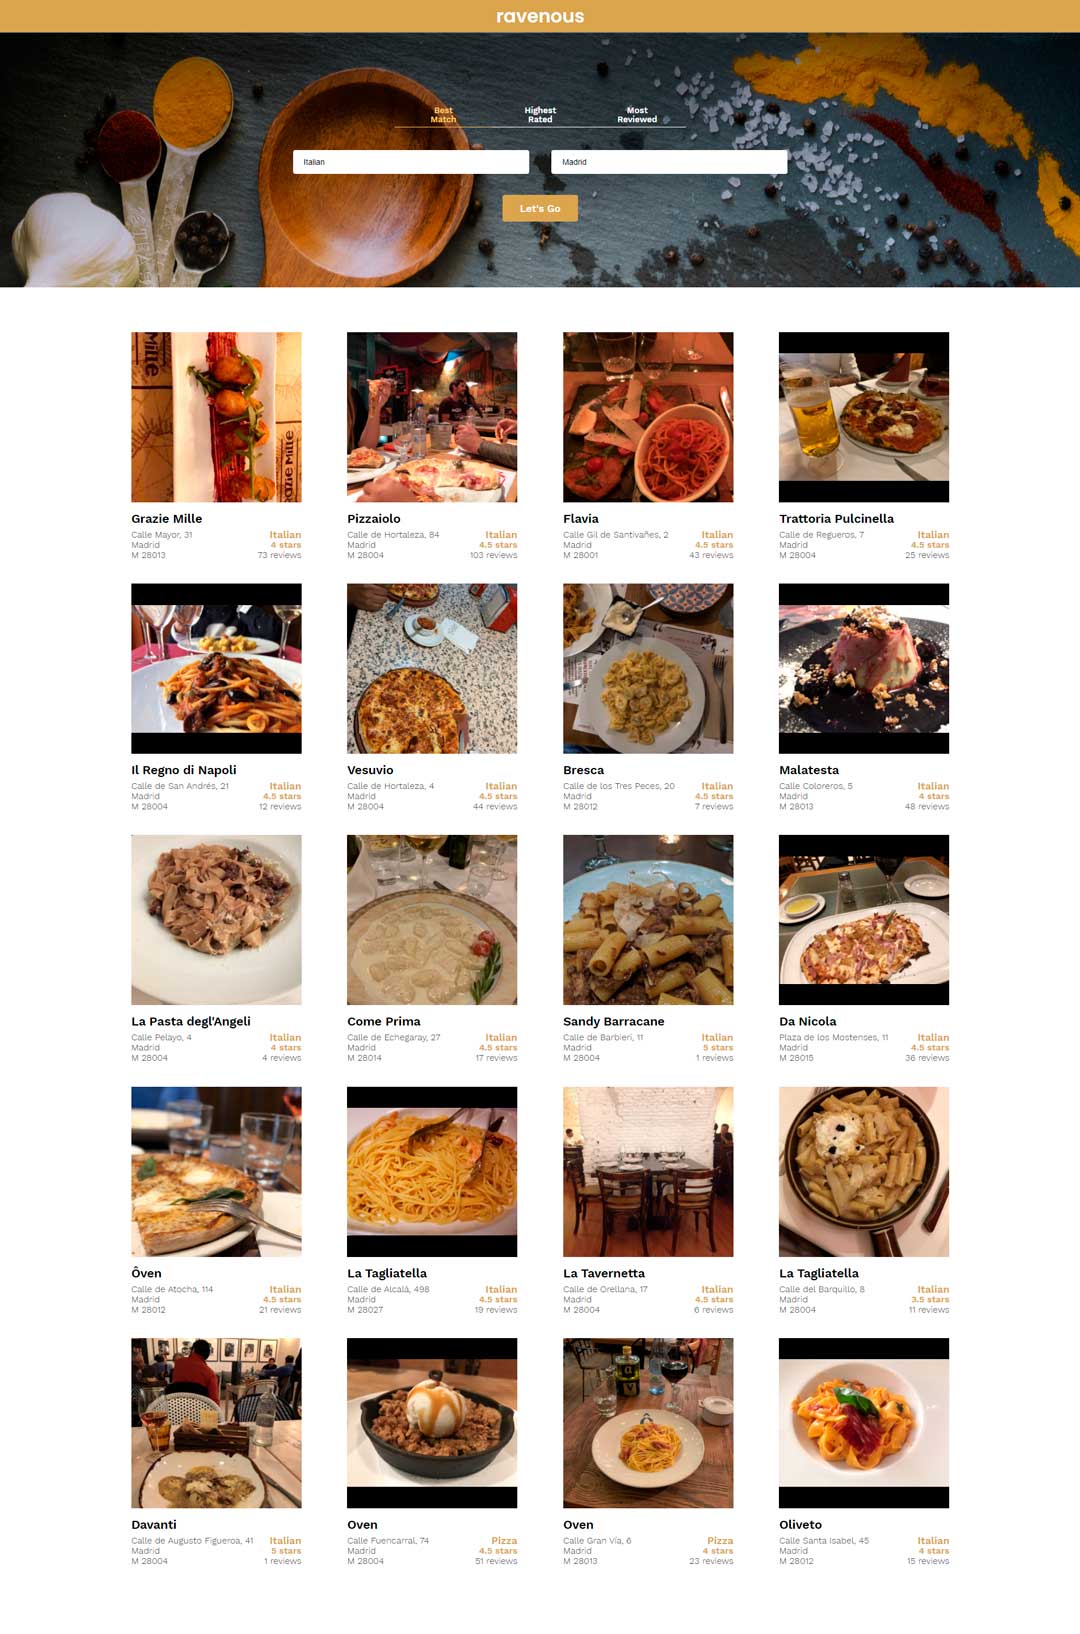 ravenous
Best Match
Highest Rated
Most Reviewed
Italian
Madrid
Let's Go
Grazie Mille
Calle Mayor, 31
Madrid
M 28013
Italian
4 stars
73 reviews
Pizzaiolo
Calle de Hortaleza, 84
Madrid
M 28004
Italian
4.5 stars
103 reviews
Flavia
Calle Gil de Santivañes, 2
Madrid
M 28001
Italian
4.5 stars
43 reviews
Trattoria Pulcinella
Calle de Regueros, 7
Madrid
M 28004
Italian
4.5 stars
25 reviews
Il Regno di Napoli
Calle de San Andrés, 21
Madrid
M 28004
Italian
4.5 stars
12 reviews
Vesuvio
Calle de Hortaleza, 4
Madrid
M 28004
Italian
4.5 stars
44 reviews
Bresca
Calle de los Tres Peces, 20
Madrid
M 28012
Italian
4.5 stars
7 reviews
Malatesta
Calle Coloreros, 5
Madrid
M 28013
Italian
4 stars
48 reviews
La Pasta degl'Angeli
Calle Pelayo, 4
Madrid
M 28004
Italian
4 stars
4 reviews
Come Prima
Calle de Echegaray, 27
Madrid
M 28014
Italian
4.5 stars
17 reviews
Sandy Barracane
Calle de Barbieri, 11
Madrid
M 28004
Italian
5 stars
1 reviews
Da Nicola
Plaza de los Mostenses, 11
Madrid
M 28015
Italian
4.5 stars
36 reviews
Ôven
Calle de Atocha, 114
Madrid
M 28012
Italian
4.5 stars
21 reviews
La Tagliatella
Calle de Alcalá, 498
Madrid
M 28027
Italian
4.5 stars
19 reviews
La Tavernetta
Calle de Orellana, 17
Madrid
M 28004
Italian
4.5 stars
6 reviews
La Tagliatella
Calle del Barquillo, 8
Madrid
M 28004
Italian
3.5 stars
11 reviews
Davanti
Calle de Augusto Figueroa, 41
Madrid
M 28004
Italian
5 stars
1 reviews
Oven
Calle Fuencarral, 74
Madrid
M 28004
Pizza
4.5 stars
51 reviews
Oven
Calle Gran Vía, 6
Madrid
M 28013
Pizza
4 stars
23 reviews
Oliveto
Calle Santa Isabel, 45
Madrid
M 28012
Italian
4 stars
15 reviews